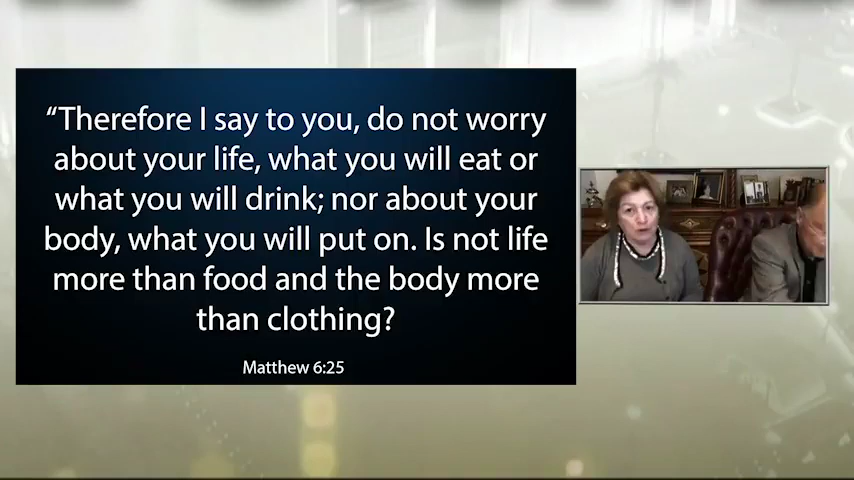 “Therefore I say to you, do not worry
about your life, what you will eat or
what you will drink; nor about your
body, what you will put on. Is not life
more than food and the body more
than clothing?
Matthew 6:25